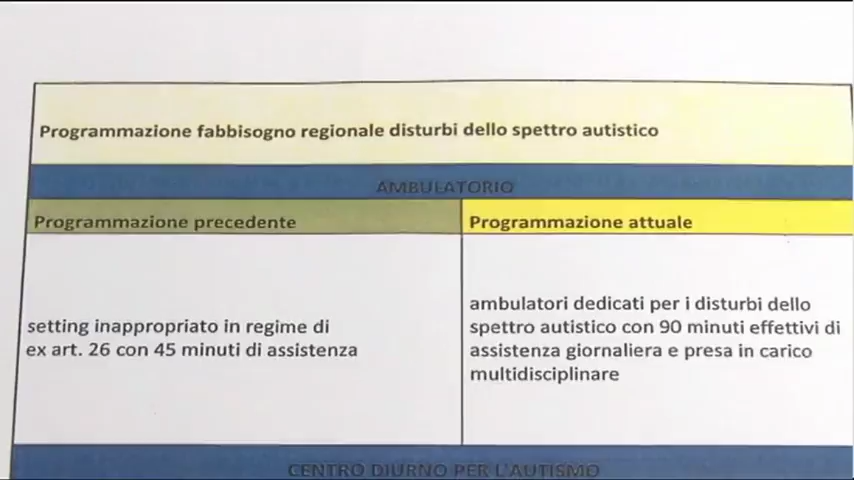 Programmazione fabbisogno regionale disturbi dello spettro autistico
AMBULATORIO
Programmazione precedente
Programmazione attuale
setting inappropriato in regime di
ex art. 26 con 45 minuti di assistenza
ambulatori dedicati per i disturbi dello
spettro autistico con 90 minuti effettivi di
assistenza giornaliera e presa in carico
multidisciplinare
CENTRO DIURNO PER L'AUTISMO